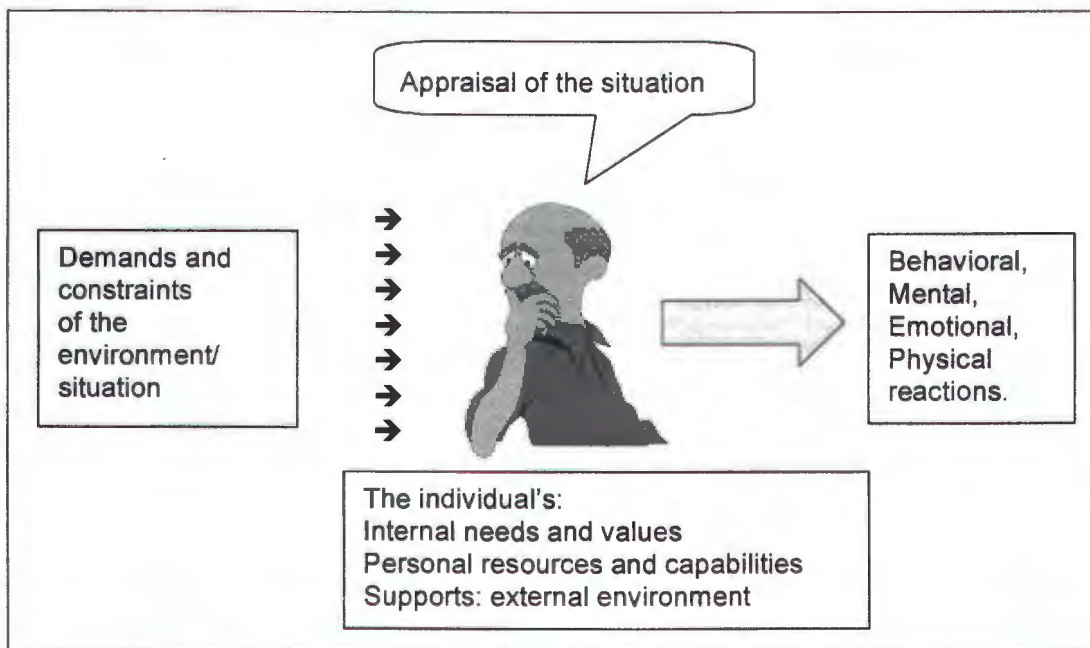 Appraisal of the situation
Demands and
constraints
of the
environment/
situation
Behavioral,
Mental,
Emotional,
Physical
reactions.
The individual's:
Internal needs and values
Personal resources and capabilities
Supports: external environment